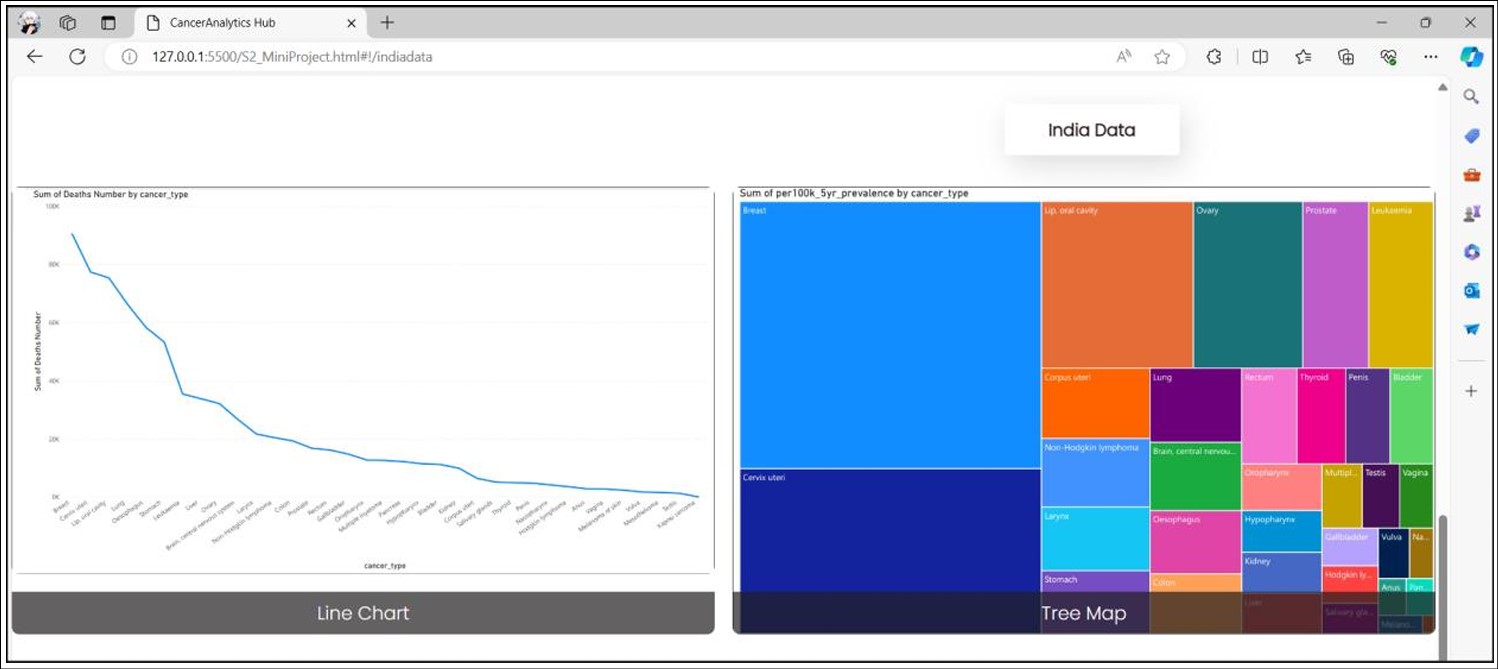 CancerAnalytics Hub
127.0.0.1:5500/S2_MiniProject.html#!/indiadata
India Data
Sum of Deaths Number by cancer_type
100K
80K
60K
40K
20K
0K
Sum of Deaths Number
Breast
Cervix uteri
Lip, oral cavity
Lung
Oesophagus
Stomach
Leukaemia
Liver
Ovary
Brain, central nervous system
Larynx
Non-Hodgkin lymphoma
Colon
Prostate
Rectum
Gallbladder
Oropharynx
Multiple myeloma
Pancreas
Hypopharynx
Bladder
Kidney
Corpus uteri
Salivary glands
Thyroid
Penis
Nasopharynx
Hodgkin lymphoma
Anus
Vagina
Melanoma of skin
Vulva
Mesothelioma
Testis
Kaposi sarcoma
cancer_type
Line Chart
Sum of per100k_5yr_prevalence by cancer_type
Breast
Lip, oral cavity
Ovary
Prostate
Leukaemia
Cervix uteri
Corpus uteri
Lung
Rectum
Thyroid
Penis
Bladder
Non-Hodgkin lymphoma
Brain, central nervou...
Oropharynx
Multipl...
Testis
Vagina
Larynx
Oesophagus
Hypopharynx
Gallbladder
Vulva
Na...
Kidney
Hodgkin ly...
Stomach
Colon
Anus
Pan...
Liver
Salivary gla...
Melano...
Tree Map